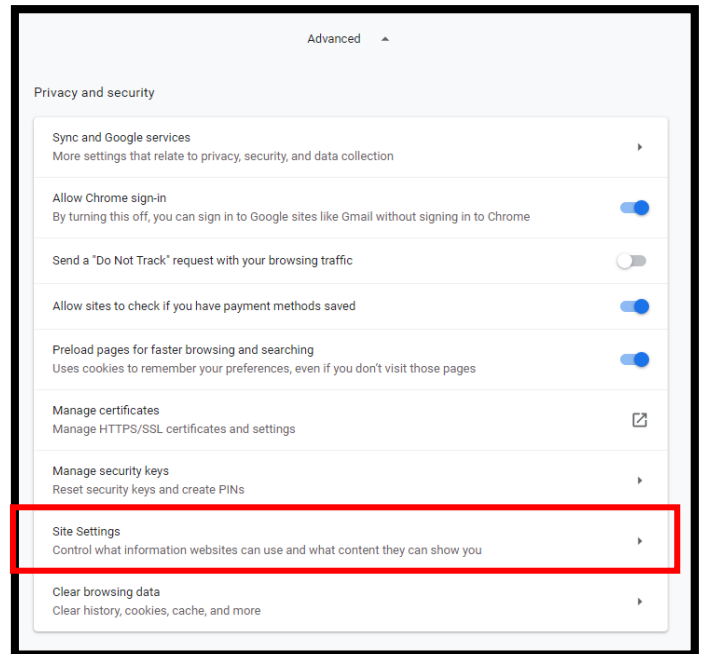 Advanced
Privacy and security
Sync and Google services
More settings that relate to privacy, security, and data collection
Allow Chrome sign-in
By turning this off, you can sign in to Google sites like Gmail without signing in to Chrome
Send a "Do Not Track" request with your browsing traffic
Allow sites to check if you have payment methods saved
Preload pages for faster browsing and searching
Uses cookies to remember your preferences, even if you don't visit those pages
Manage certificates
Manage HTTPS/SSL certificates and settings
Manage security keys
Reset security keys and create PINs
Site Settings
Control what information websites can use and what content they can show you
Clear browsing data
Clear history, cookies, cache, and more